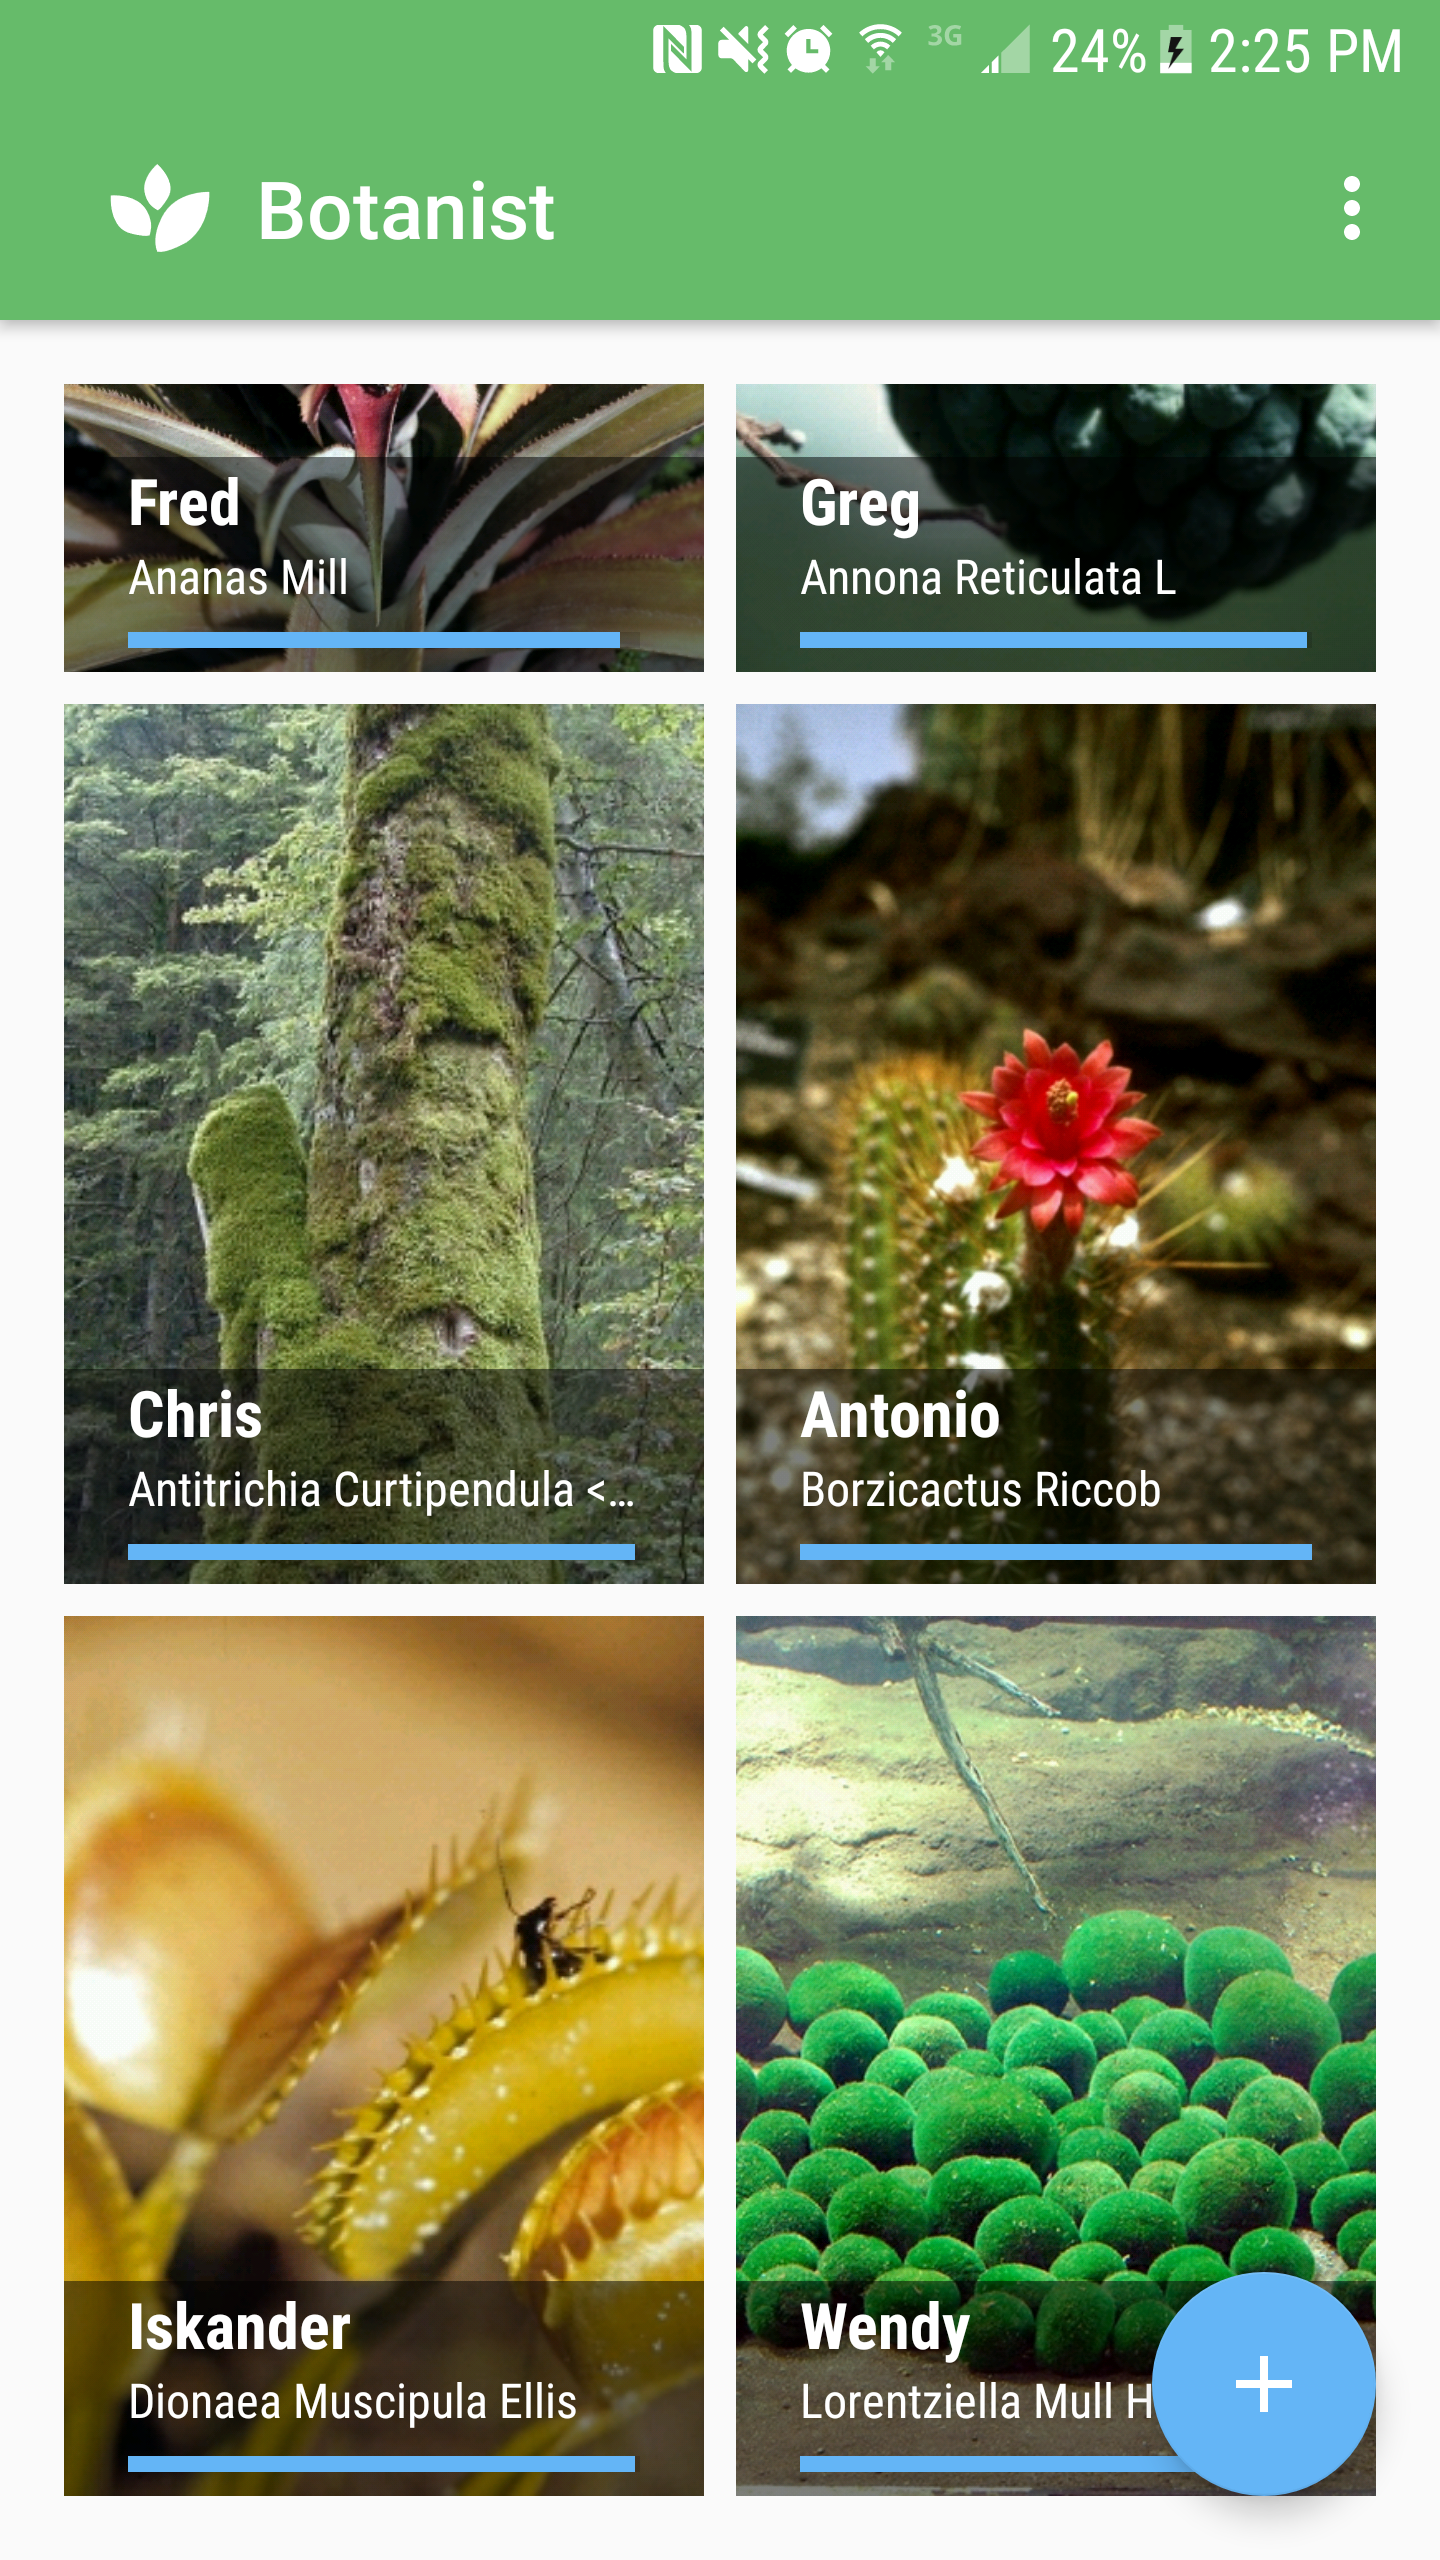 3G 24% 2:25 PM
Botanist
Fred
Ananas Mill
Greg
Annona Reticulata L
Chris
Antitrichia Curtipendula <...
Antonio
Borzicactus Riccob
Iskander
Dionaea Muscipula Ellis
Wendy
Lorentziella Mull H